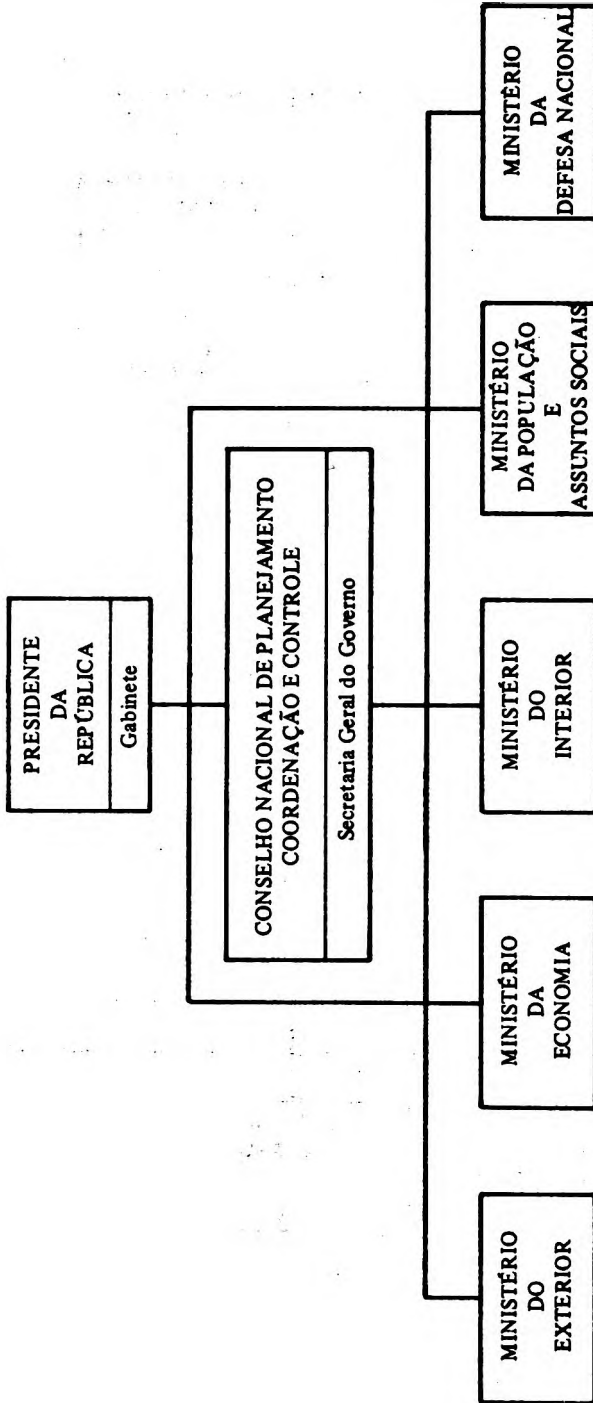 PRESIDENTE
DA
REPÚBLICA
Gabinete
CONSELHO NACIONAL DE PLANEJAMENTO
COORDENAÇÃO E CONTROLE
Secretaria Geral do Governo
MINISTÉRIO
DO
EXTERIOR
MINISTÉRIO
DA
ECONOMIA
MINISTÉRIO
DO
INTERIOR
MINISTÉRIO
DA POPULAÇÃO
E
ASSUNTOS SOCIAIS
MINISTÉRIO
DA
DEFESA NACIONAL